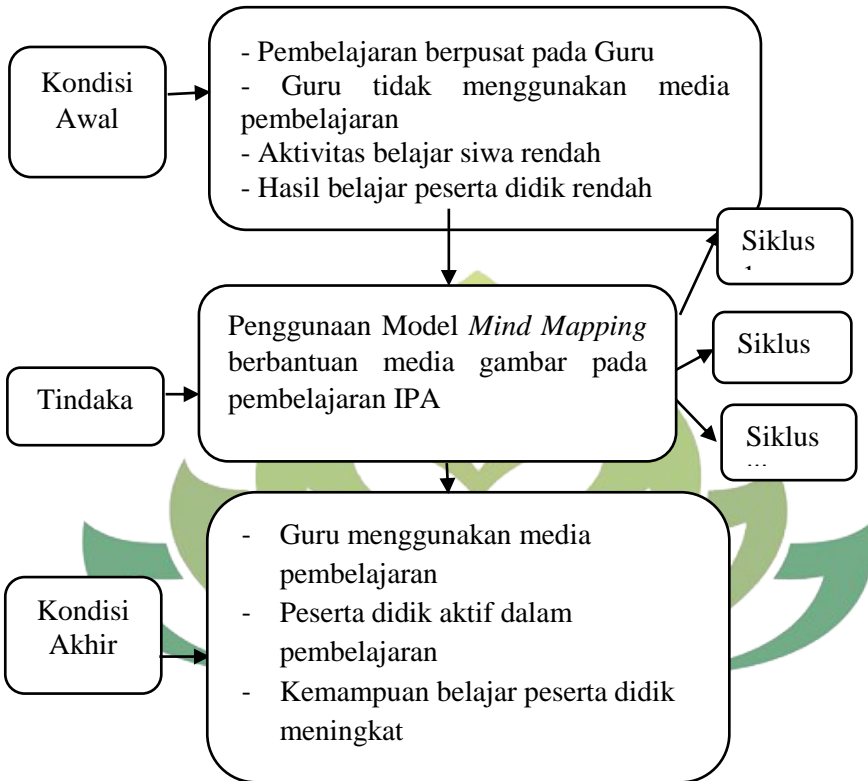 Kondisi
Awal
- Pembelajaran berpusat pada Guru
- Guru tidak menggunakan media
pembelajaran
- Aktivitas belajar siwa rendah
- Hasil belajar peserta didik rendah
Siklus
Penggunaan Model Mind Mapping
berbantuan media gambar pada
pembelajaran IPA
Siklus
Tindaka
Siklus
- Guru menggunakan media
pembelajaran
- Peserta didik aktif dalam
pembelajaran
- Kemampuan belajar peserta didik
meningkat
Kondisi
Akhir